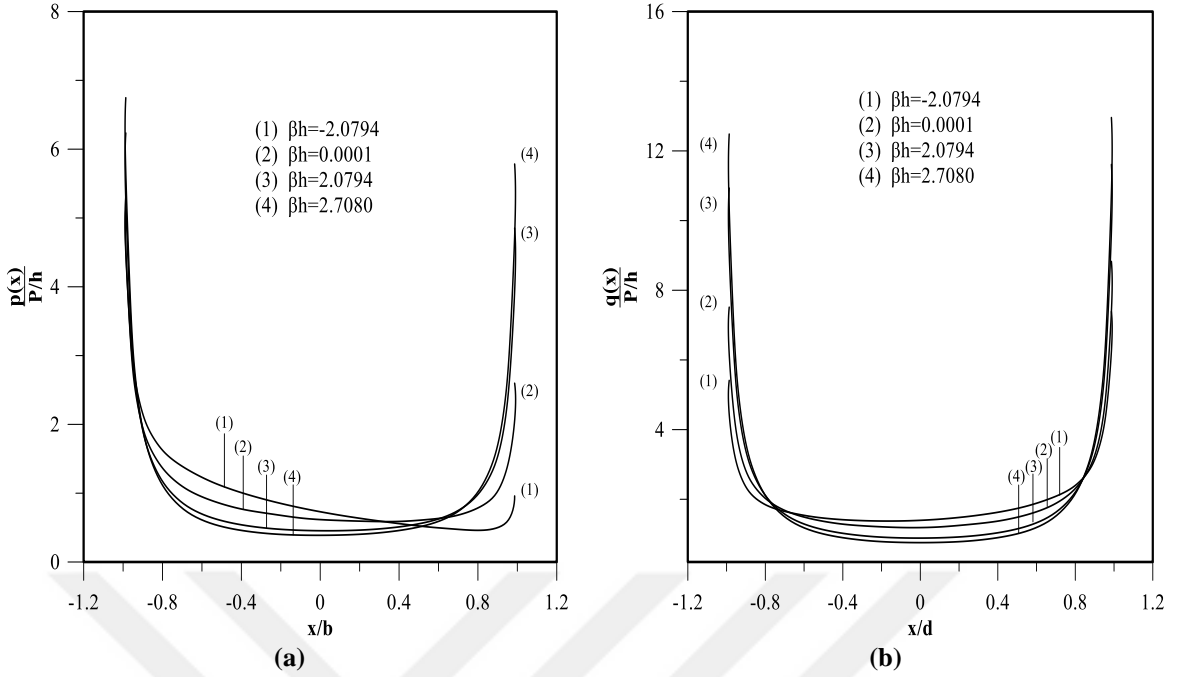 8
6
4
2
0
p(x)
P/h
(1) βh=-2.0794
(2) βh=0.0001
(3) βh=2.0794
(4) βh=2.7080
(4)
(3)
(2)
(1)
(1)
(2)
(3)
(4)
-1.2 -0.8 -0.4 0 0.4 0.8 1.2
x/b
(a)
16
12
8
4
q(x)
P/h
(1) βh=-2.0794
(2) βh=0.0001
(3) βh=2.0794
(4) βh=2.7080
(4)
(3)
(2)
(1)
(1)
(2)
(3)
(4)
-1.2 -0.8 -0.4 0 0.4 0.8 1.2
x/d
(b)